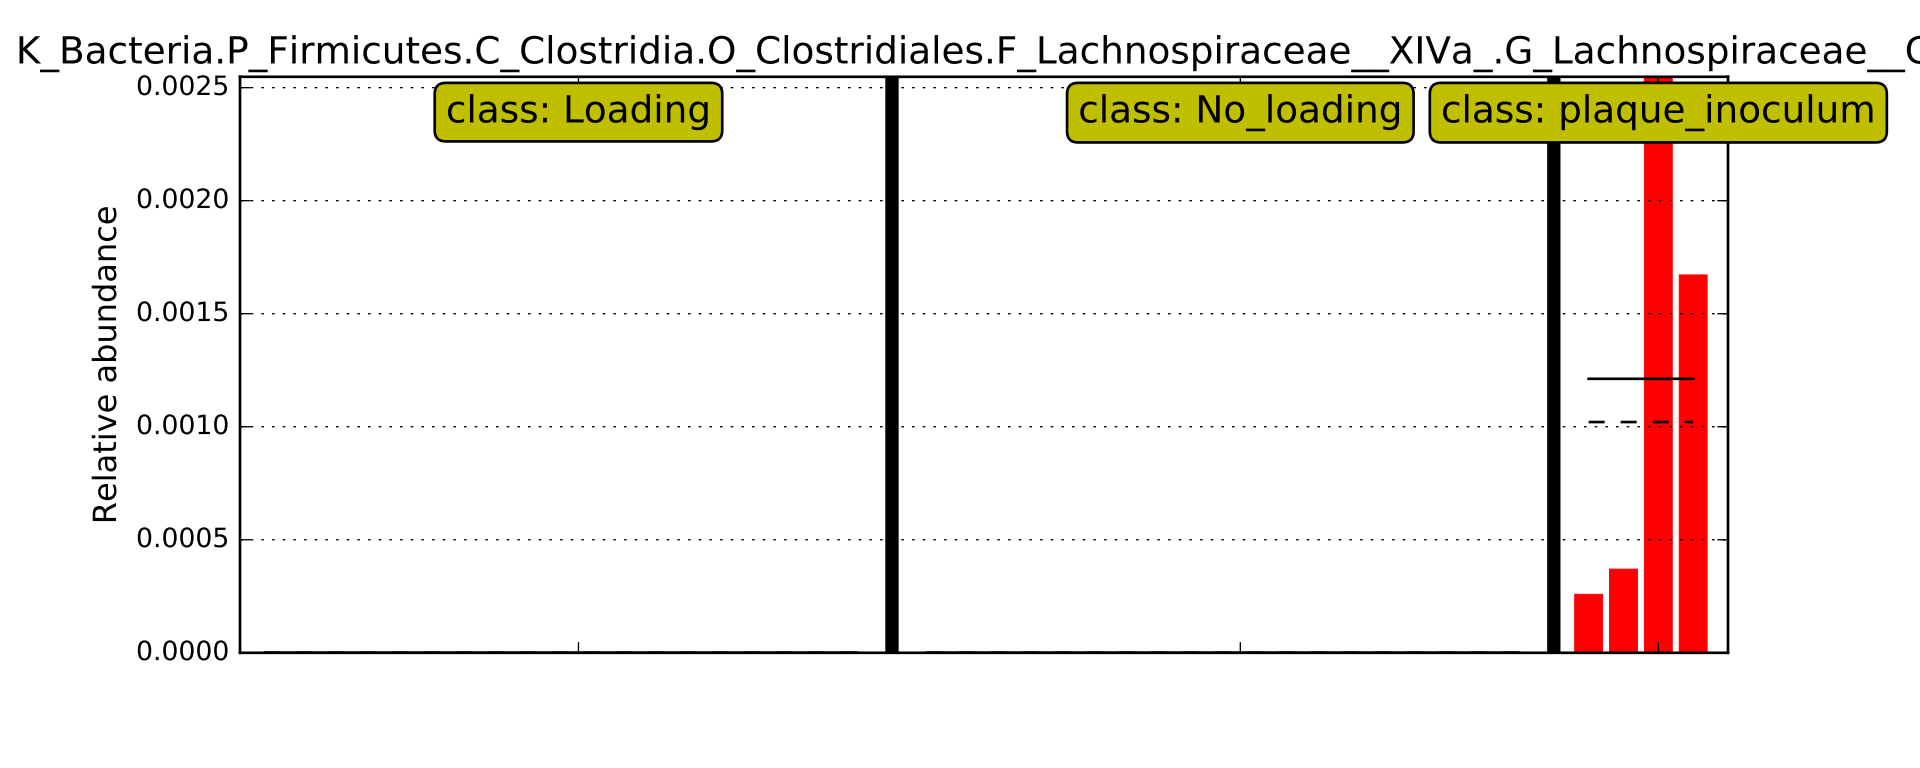 K_Bacteria.P_Firmicutes.C_Clostridia.O_Clostridiales.F_Lachnospiraceae__XIVa_.G_Lachnospiraceae__
class: Loading
class: No_loading
class: plaque_inoculum
Relative abundance
0.0025
0.0020
0.0015
0.0010
0.0005
0.0000